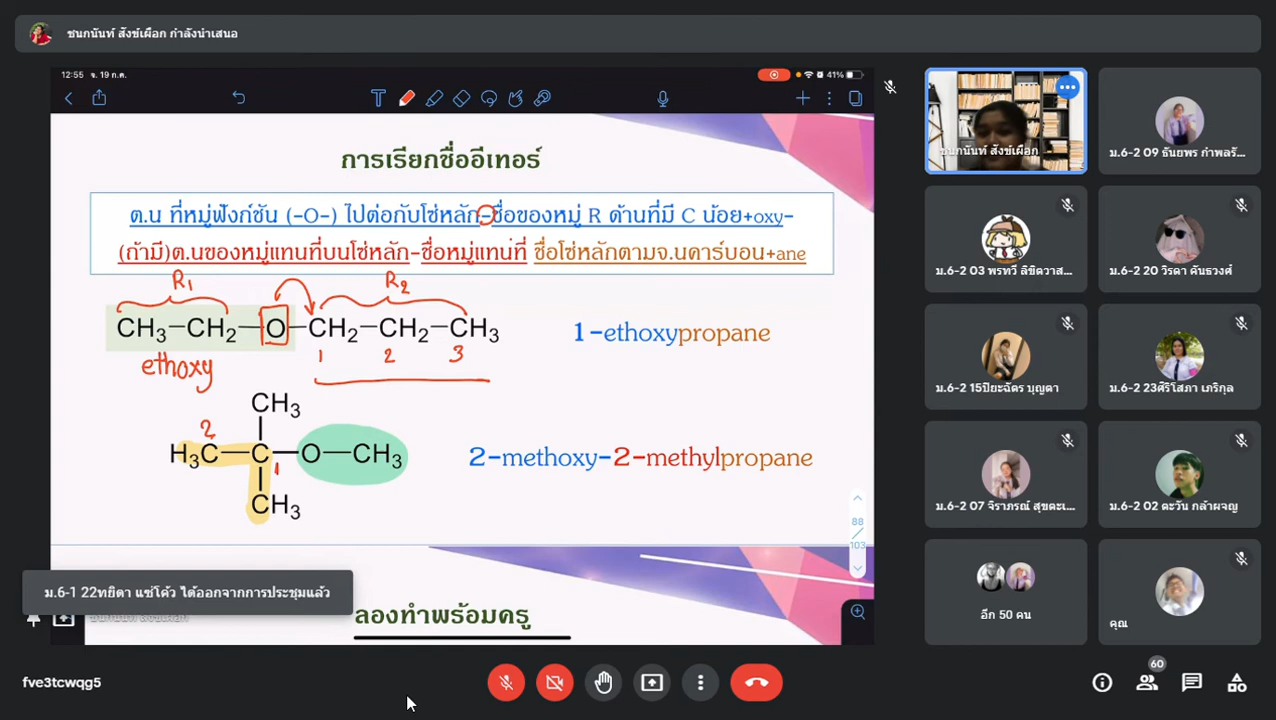 ชนกนันท์ สังข์เผือก กำลังนำเสนอ
12:55 จ. 19 ก.ค.
41%
การเรียกชื่ออีเทอร์
ต.น ที่หมู่ฟังก์ชัน (-O-) ไปต่อกับโซ่หลัก-ชื่อของหมู่ R ด้านที่มี C น้อย+oxy-
(ถ้ามี)ต.นของหมู่แทนที่บนโซ่หลัก-ชื่อหมู่แทนที่ ชื่อโซ่หลักตามจ.นคาร์บอน+ane
R1 R2
CH3-CH2-O-CH2-CH2-CH3
1-ethoxypropane
1 2 3
ethoxy
CH3
2
H3C-C-O-CH3
1
2-methoxy-2-methylpropane
CH3
88
103
ลองทำพร้อมครู
ม.6-1 22ทยิดา แซ่โค้ว ได้ออกจากการประชุมแล้ว
ชนกนันท์ สังข์เผือก
fve3tcwqg5
ชนกนันท์ สังข์เผือก
ม.6-2 09 ธันยพร กำพลรั...
ม.6-2 03 พรทวี ลิขิตวาส...
ม.6-2 20 วิรดา คันธวงศ์
ม.6-2 15ปิยะฉัตร บุญตา
ม.6-2 23ศิริโสภา เภริกุล
ม.6-2 07 จิราภรณ์ สุขตะเ...
ม.6-2 02 ตะวัน กล้าผจญ
อีก 50 คน
คุณ
60